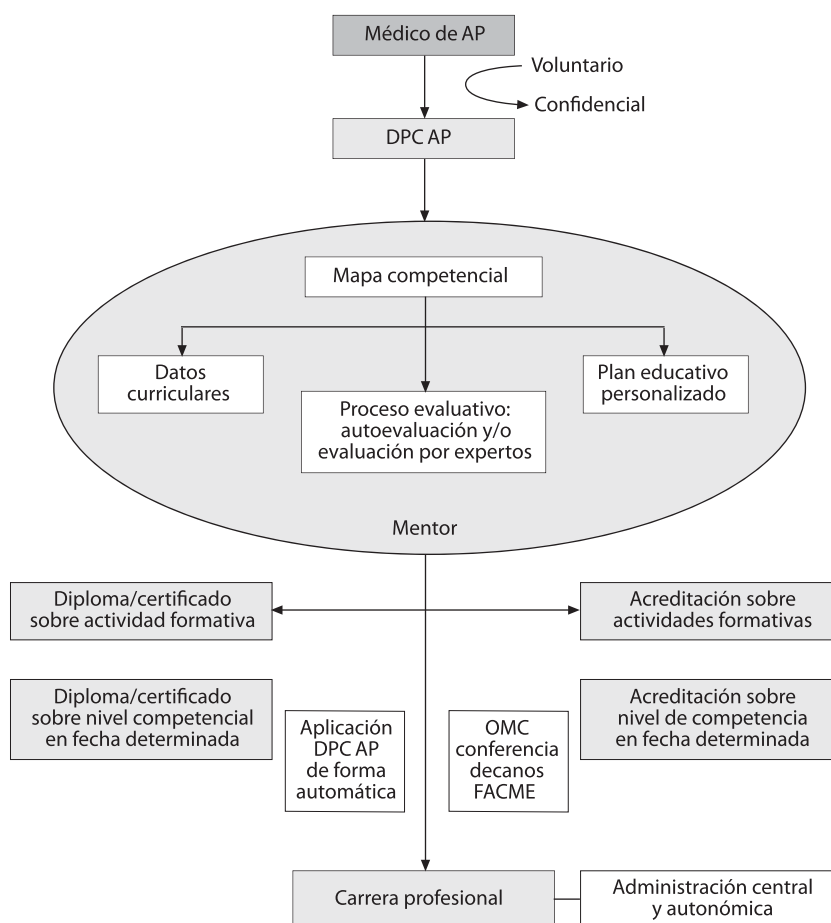 Médico de AP
Voluntario
Confidencial
DPC AP
Mapa competencial
Datos
curriculares
Proceso evaluativo:
autoevaluación y/o
evaluación por expertos
Plan educativo
personalizado
Mentor
Diploma/certificado
sobre actividad formativa
Acreditación sobre
actividades formativas
Diploma/certificado
sobre nivel competencial
en fecha determinada
Aplicación
DPC AP
de forma
automática
OMC
conferencia
decanos
FACME
Acreditación sobre
nivel de competencia
en fecha determinada
Carrera profesional
Administración central
y autonómica